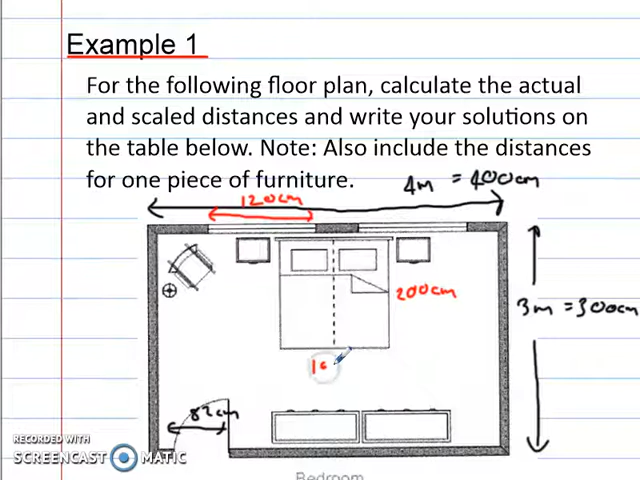 Example 1
For the following floor plan, calculate the actual
and scaled distances and write your solutions on
the table below. Note: Also include the distances
for one piece of furniture.
4m = 400cm
120cm
200cm
3m = 300cm
82cm
RECORDED WITH
SCREENCAST MATIC
Bedroom